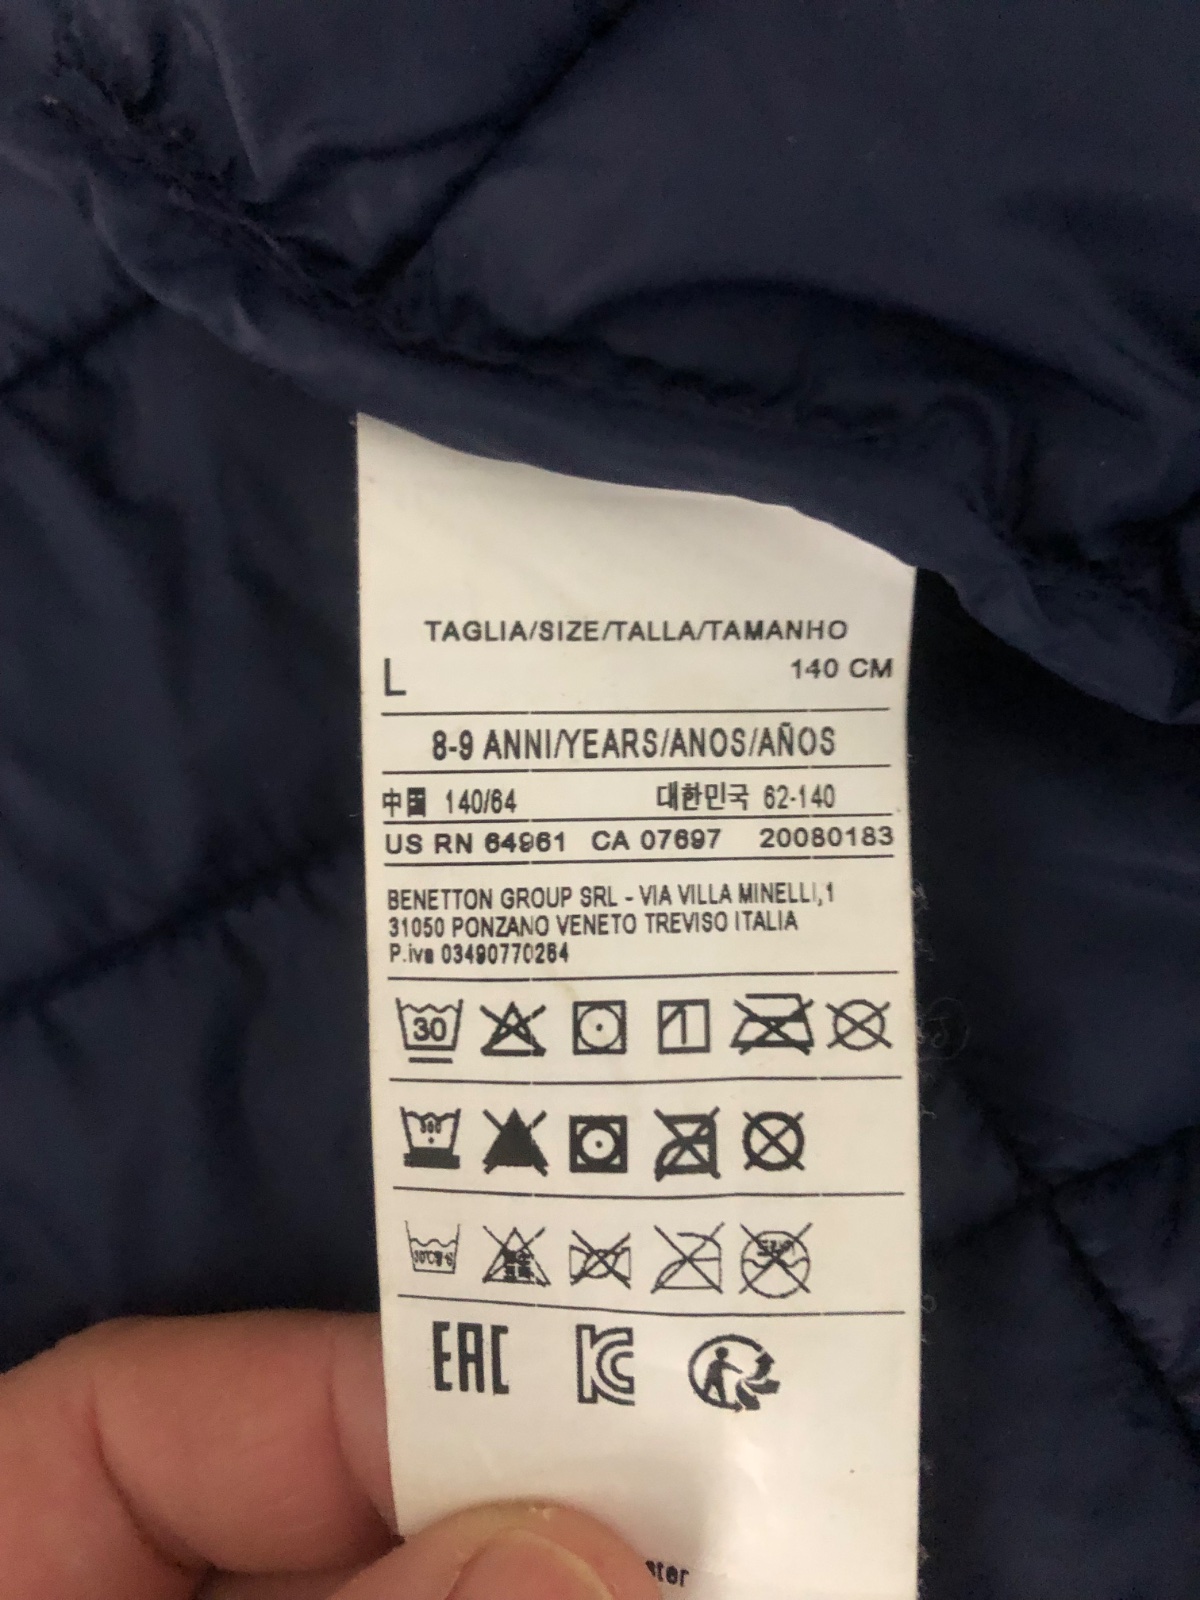 TAGLIA/SIZE/TALLA/TAMANHO
L 140 CM
8-9 ANNI/YEARS/ANOS/AÑOS
中国 140/64 대한민국 62-140
US RN 64961 CA 07697 20080183
BENETTON GROUP SRL - VIA VILLA MINELLI,1
31050 PONZANO VENETO TREVISO ITALIA
P.iva 03490770264
30
EAC